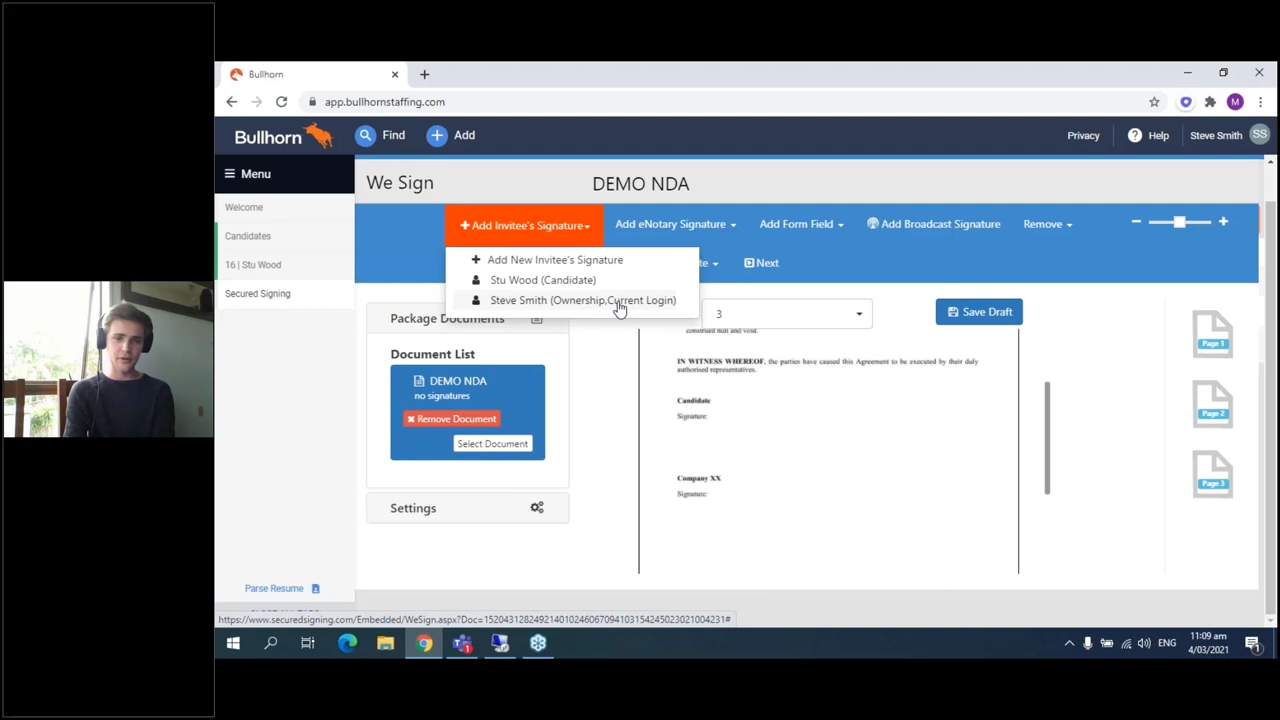 Bullhorn
app.bullhornstaffing.com
M
Bullhorn
Find
Add
Privacy
Help
Steve Smith
SS
Menu
We Sign
DEMO NDA
Welcome
Candidates
16 | Stu Wood
Secured Signing
Add Invitee's Signature
Add eNotary Signature
Add Form Field
Add Broadcast Signature
Remove
Add New Invitee's Signature
Stu Wood (Candidate)
Steve Smith (Ownership,Current Login)
Next
Package Documents
3
Save Draft
Document List
DEMO NDA
no signatures
Remove Document
Select Document
Settings
construed null and void.
IN WITNESS WHEREOF, the parties have caused this Agreement to be executed by their duly
authorised representatives.
Candidate
Signature:
Company XX
Signature:
Page 1
Page 2
Page 3
Parse Resume
https://www.securedsigning.com/Embedded/WeSign.aspx?Doc=152043128249214010246067094103154245023021004231#
ENG
11:09 am
4/03/2021